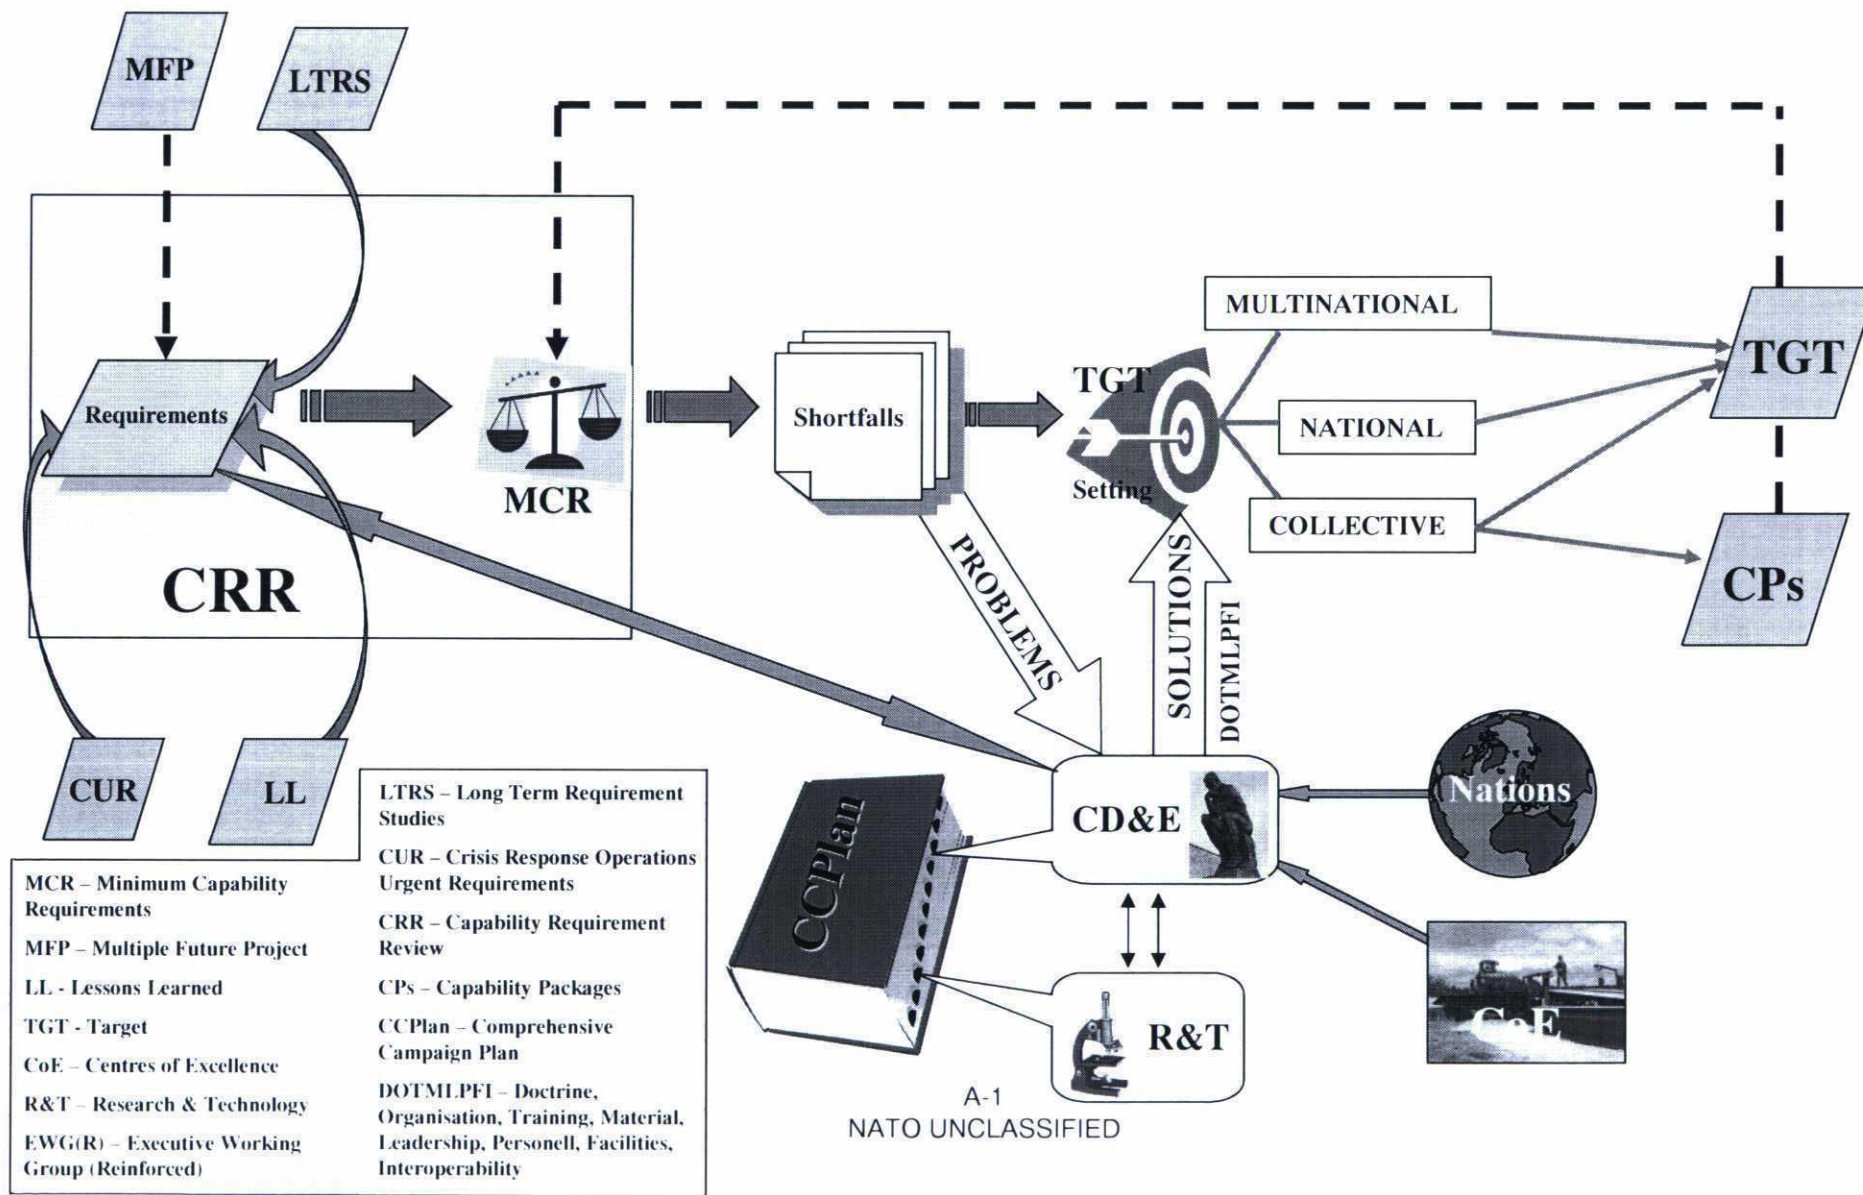 MFP
LTRS
MULTINATIONAL
TGT
TGT
Requirements
Shortfalls
NATIONAL
Setting
MCR
COLLECTIVE
CPs
CRR
PROBLEMS
SOLUTIONS
DOTMLPFI
CUR
LL
CCPlan
CD&E
Nations
CoE
R&T
MCR – Minimum Capability
Requirements
MFP – Multiple Future Project
LL - Lessons Learned
TGT - Target
CoE – Centres of Excellence
R&T – Research & Technology
EWG(R) – Executive Working
Group (Reinforced)
LTRS – Long Term Requirement
Studies
CUR – Crisis Response Operations
Urgent Requirements
CRR – Capability Requirement
Review
CPs – Capability Packages
CCPlan – Comprehensive
Campaign Plan
DOTMLPFI – Doctrine,
Organisation, Training, Material,
Leadership, Personell, Facilities,
Interoperability
A-1
NATO UNCLASSIFIED